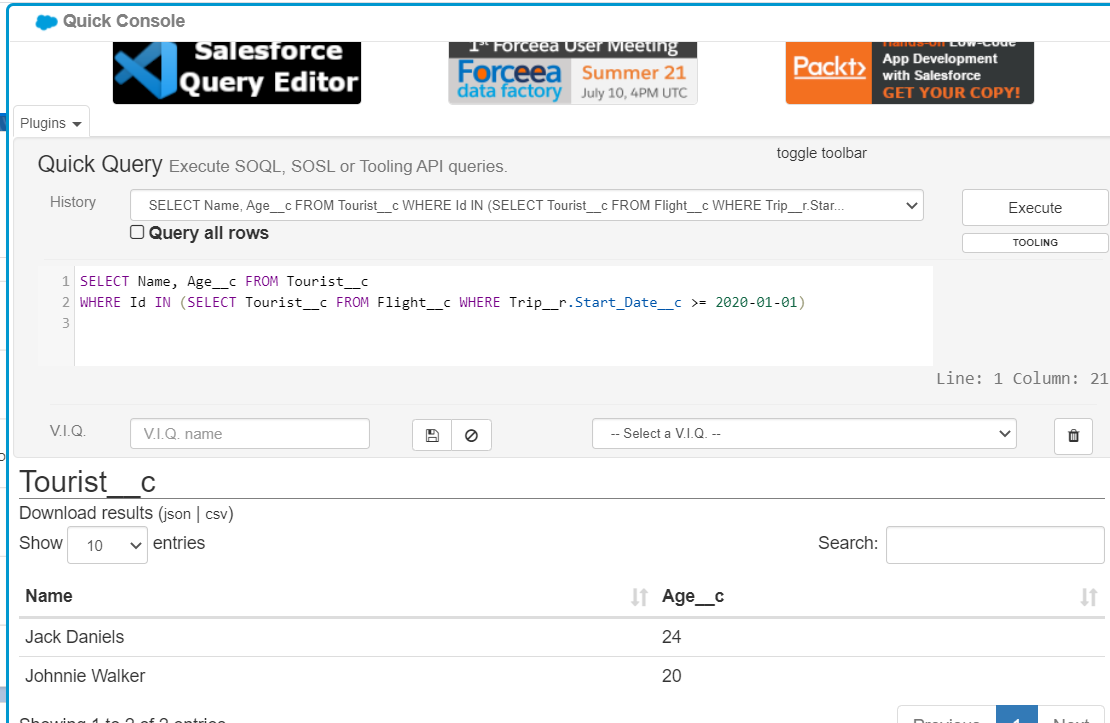 Quick Console
Salesforce
Query Editor
1st Forceea User Meeting
Forceea
data factory
Summer 21
July 10, 4PM UTC
Packt>
Hands-on Low-Code
App Development
with Salesforce
GET YOUR COPY!
Plugins
Quick Query Execute SOQL, SOSL or Tooling API queries.
toggle toolbar
History
SELECT Name, Age__c FROM Tourist__c WHERE Id IN (SELECT Tourist__c FROM Flight__c WHERE Trip__r.Star...
Execute
Query all rows
TOOLING
1 SELECT Name, Age__c FROM Tourist__c
2 WHERE Id IN (SELECT Tourist__c FROM Flight__c WHERE Trip__r.Start_Date__c >= 2020-01-01)
3
Line: 1 Column: 21
V.I.Q.
V.I.Q. name
-- Select a V.I.Q. --
Tourist__c
Download results (json | csv)
Show 10 entries
Search:
Name Age__c
Jack Daniels 24
Johnnie Walker 20
Showing 1 to 2 of 2 entries
Previous 1 Next